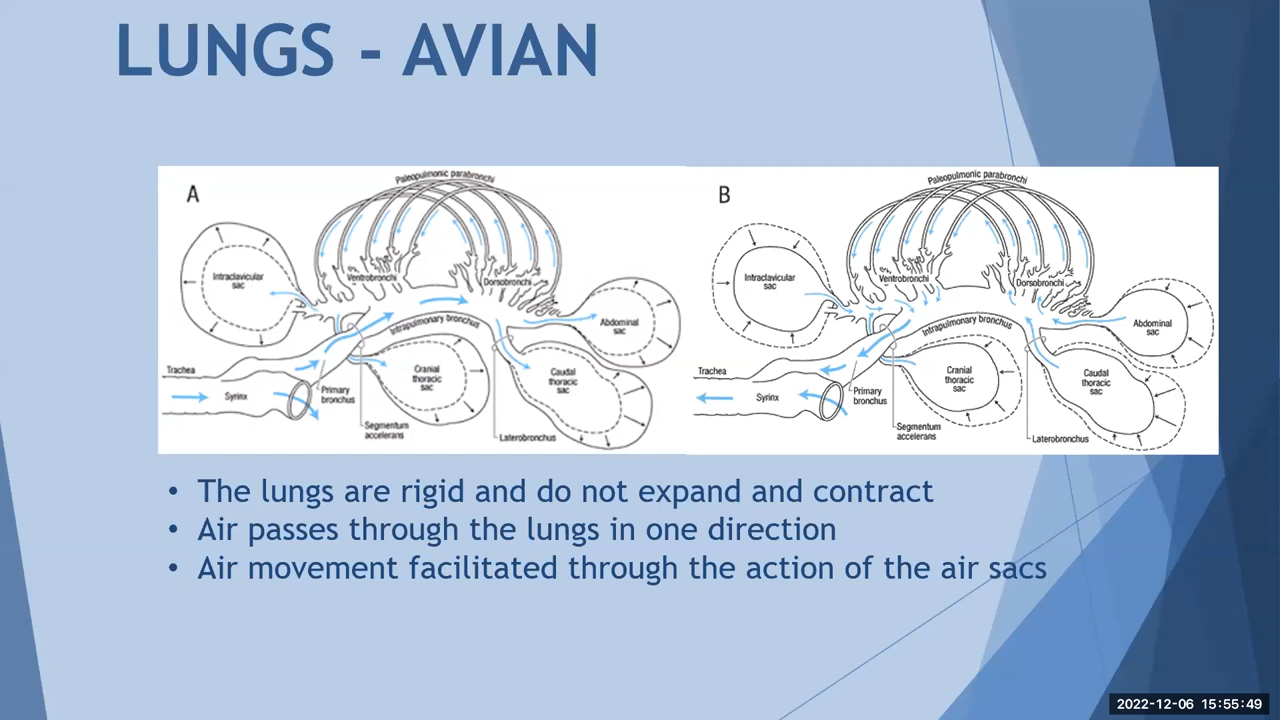 LUNGS - AVIAN
A
Paleopulmonic parabronchi
Intraclavicular
sac
Ventrobronchi
Dorsobronchi
Intrapulmonary bronchus
Abdominal
sac
Trachea
Cranial
thoracic
sac
Caudal
thoracic
sac
Syrinx
Primary
bronchus
Segmentum
accelerans
Laterobronchus
B
Paleopulmonic parabronchi
Intraclavicular
sac
Ventrobronchi
Dorsobronchi
Intrapulmonary bronchus
Abdominal
sac
Trachea
Cranial
thoracic
sac
Caudal
thoracic
sac
Syrinx
Primary
bronchus
Segmentum
accelerans
Laterobronchus
• The lungs are rigid and do not expand and contract
• Air passes through the lungs in one direction
• Air movement facilitated through the action of the air sacs
2022-12-06 15:55:49